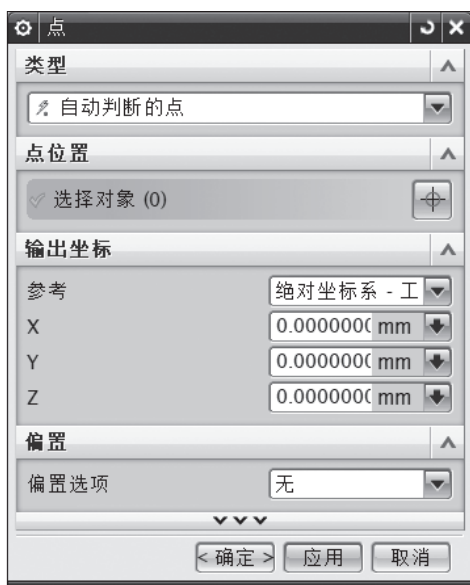 点
类型
自动判断的点
点位置
选择对象 (0)
输出坐标
参考 绝对坐标系 - 工
X 0.0000000 mm
Y 0.0000000 mm
Z 0.0000000 mm
偏置
偏置选项 无
< 确定 > 应用 取消